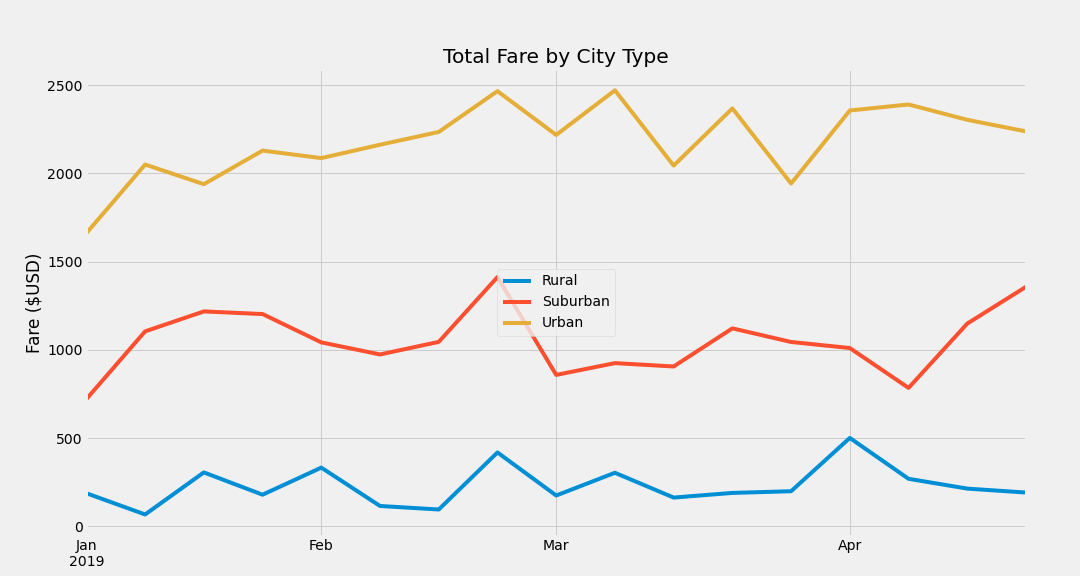 Total Fare by City Type
Fare ($USD)
2500
2000
1500
1000
500
0
Rural
Suburban
Urban
Jan
2019
Feb
Mar
Apr